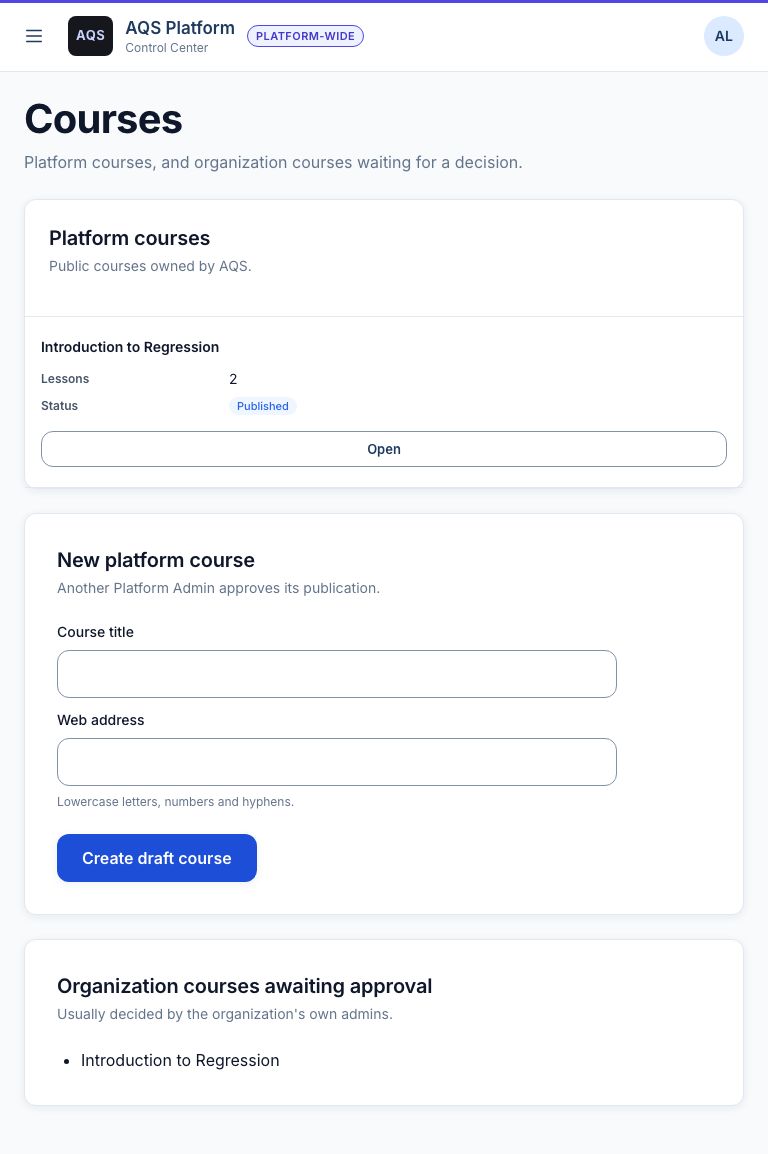 AQS
AQS Platform
Control Center
PLATFORM-WIDE
AL
Courses
Platform courses, and organization courses waiting for a decision.
Platform courses
Public courses owned by AQS.
Introduction to Regression
Lessons 2
Status Published
Open
New platform course
Another Platform Admin approves its publication.
Course title
Web address
Lowercase letters, numbers and hyphens.
Create draft course
Organization courses awaiting approval
Usually decided by the organization's own admins.
• Introduction to Regression